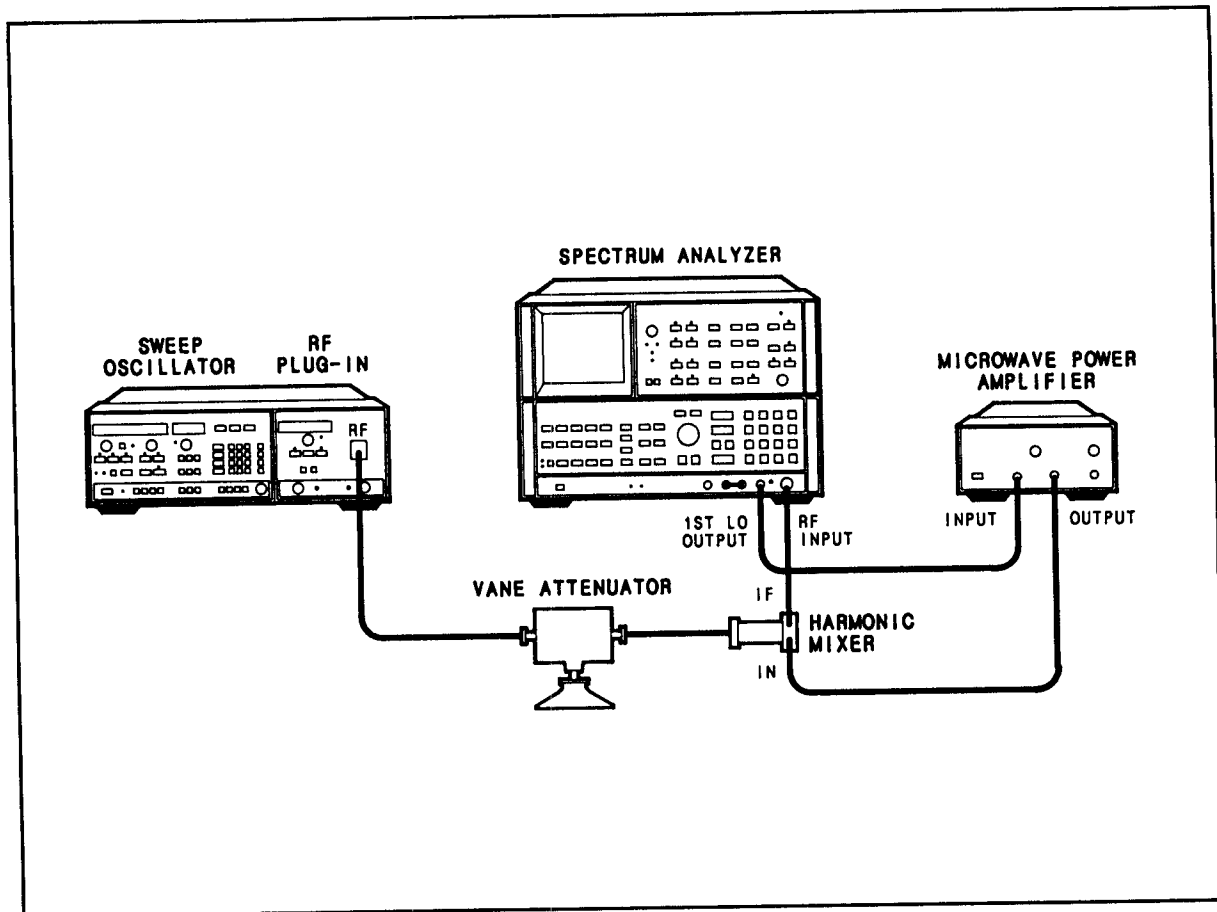 SPECTRUM ANALYZER
SWEEP
OSCILLATOR
RF
PLUG-IN
RF
MICROWAVE POWER
AMPLIFIER
1ST LO
OUTPUT
RF
INPUT
INPUT
OUTPUT
VANE ATTENUATOR
IF
HARMONIC
MIXER
IN